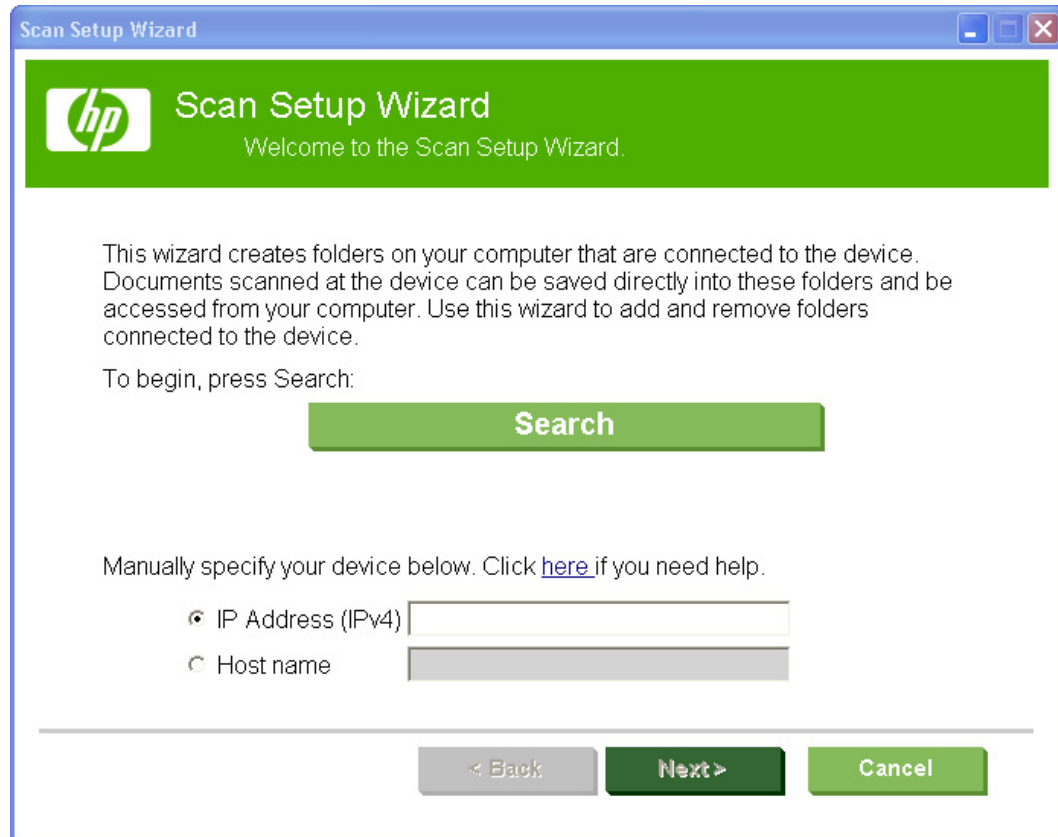 Scan Setup Wizard
hp
Scan Setup Wizard
Welcome to the Scan Setup Wizard.
This wizard creates folders on your computer that are connected to the device.
Documents scanned at the device can be saved directly into these folders and be
accessed from your computer. Use this wizard to add and remove folders
connected to the device.
To begin, press Search:
Search
Manually specify your device below. Click here if you need help.
IP Address (IPv4)
Host name
< Back Next > Cancel